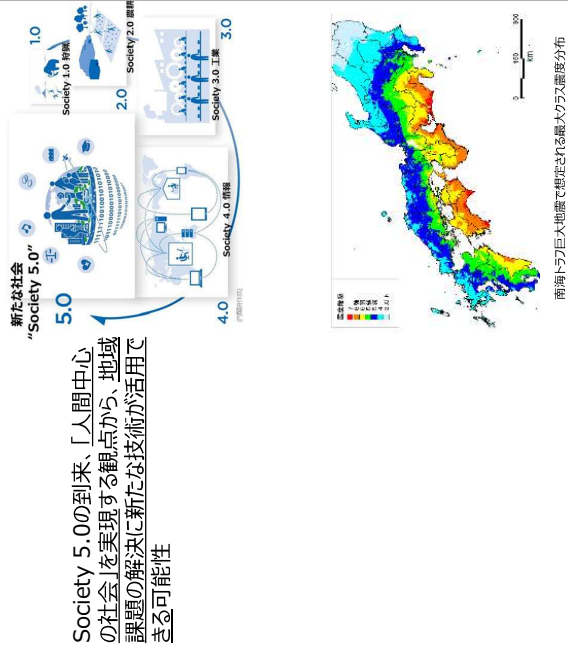 Society 5.0の到来、「人間中心
の社会」を実現する観点から、地域
課題の解決に新たな技術が活用で
きる可能性
新たな社会
“Society 5.0”
5.0
4.0
Society 4.0 情報
3.0
Society 3.0 工業
2.0
Society 2.0 農耕
1.0
Society 1.0 狩猟
0
300
km
南海トラフ巨大地震で想定される最大クラス震度分布